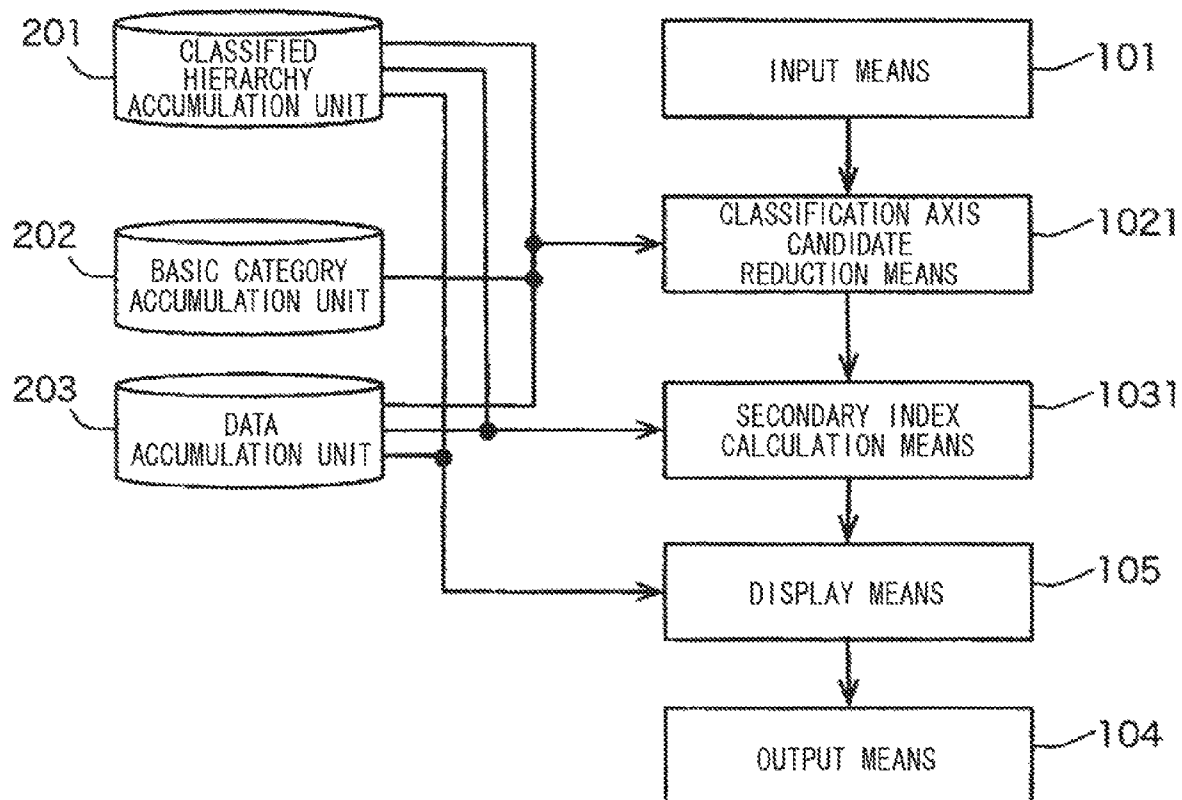 201
CLASSIFIED
HIERARCHY
ACCUMULATION UNIT
202
BASIC CATEGORY
ACCUMULATION UNIT
203
DATA
ACCUMULATION UNIT
INPUT MEANS
101
CLASSIFICATION AXIS
CANDIDATE
REDUCTION MEANS
1021
SECONDARY INDEX
CALCULATION MEANS
1031
DISPLAY MEANS
105
OUTPUT MEANS
104